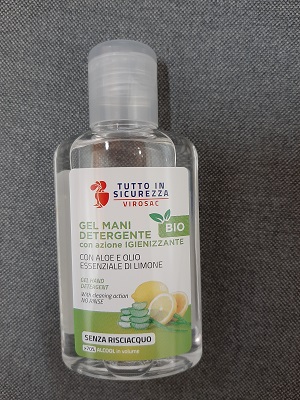 TUTTO IN
SICUREZZA
VIROSAC
BIO
GEL MANI
DETERGENTE
con azione IGIENIZZANTE
CON ALOE E OLIO
ESSENZIALE DI LIMONE
GEL HAND
DETERGENT
With cleaning action
NO RINSE
SENZA RISCIACQUO
ALCOOL in volume